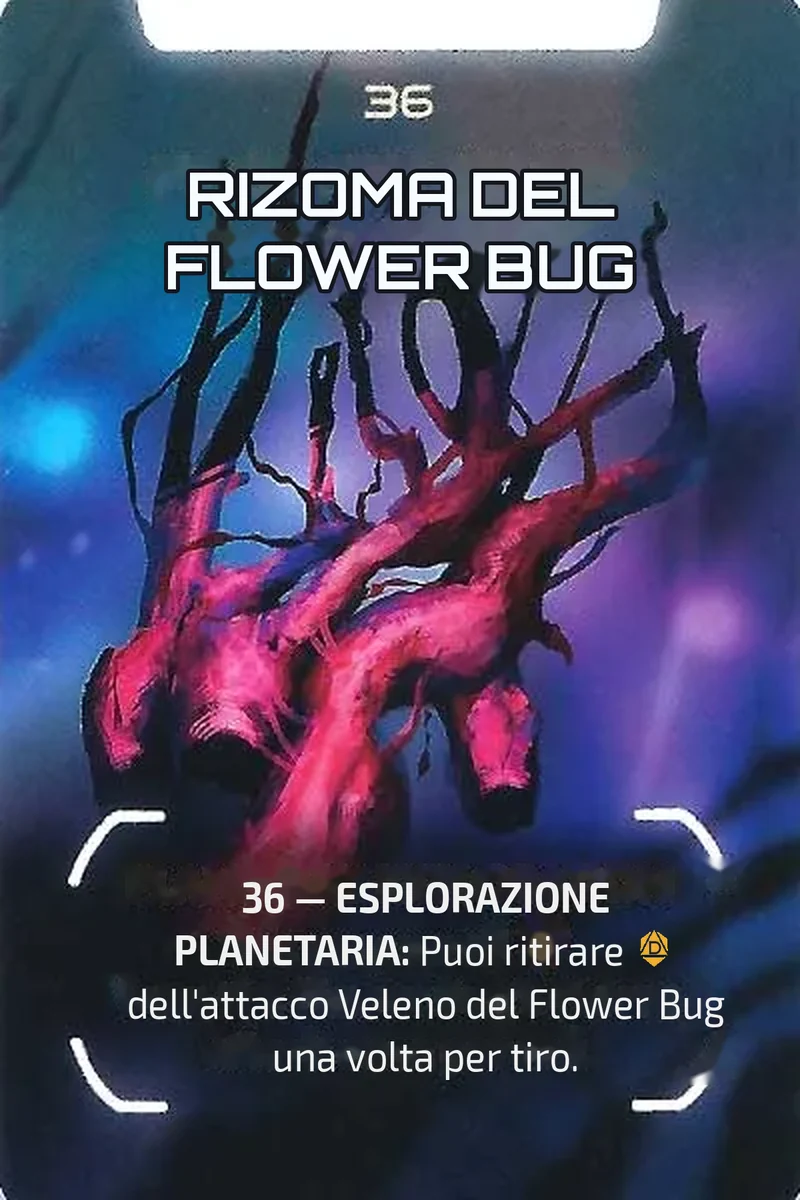 36
RIZOMA DEL
FLOWER BUG
36 — ESPLORAZIONE
PLANETARIA: Puoi ritirare D
dell'attacco Veleno del Flower Bug
una volta per tiro.